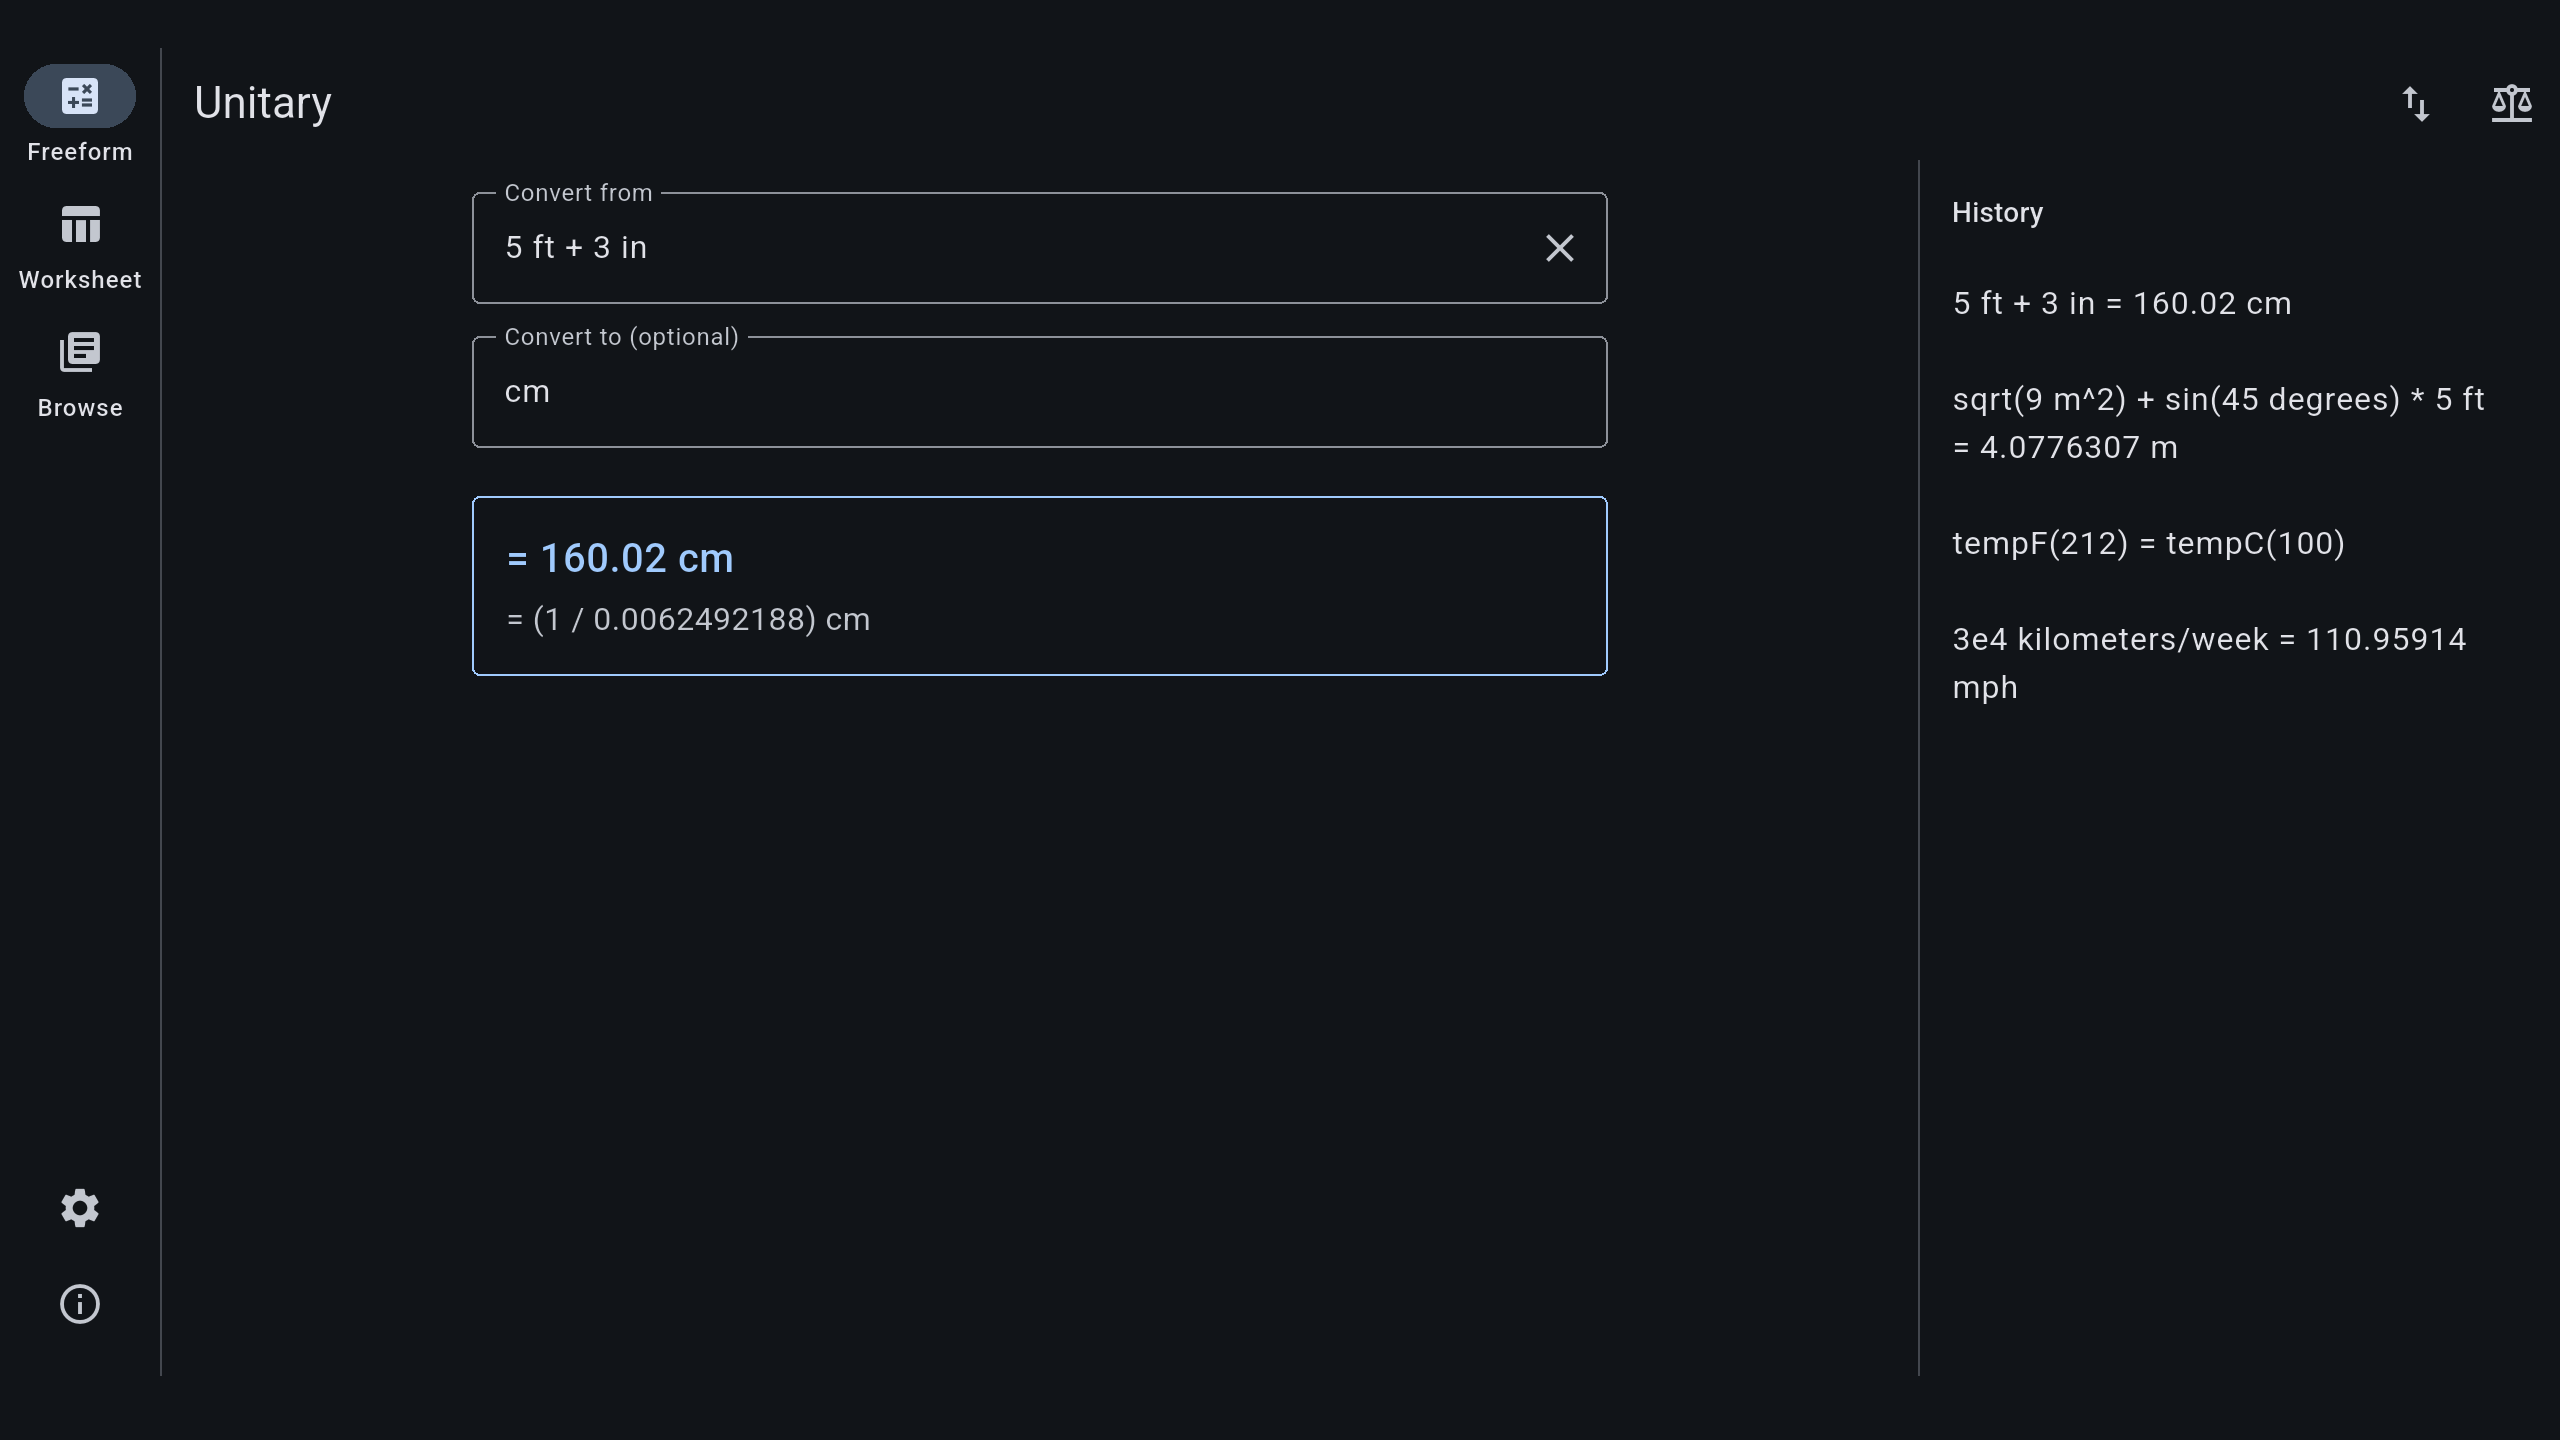 Freeform
Worksheet
Browse
Unitary
Convert from
5 ft + 3 in
Convert to (optional)
cm
= 160.02 cm
= (1 / 0.0062492188) cm
History
5 ft + 3 in = 160.02 cm
sqrt(9 m^2) + sin(45 degrees) * 5 ft
= 4.0776307 m
tempF(212) = tempC(100)
3e4 kilometers/week = 110.95914
mph